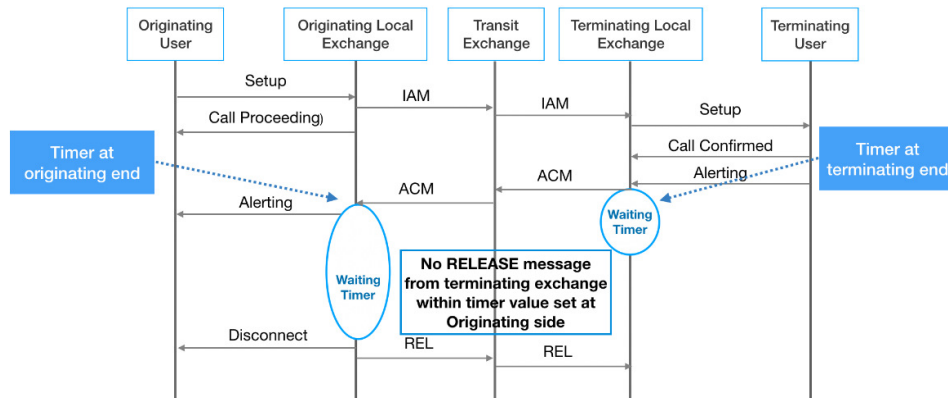 Originating
User
Originating Local
Exchange
Transit
Exchange
Terminating Local
Exchange
Terminating
User
Setup
IAM
IAM
Setup
Call Proceeding)
Timer at
originating end
Call Confirmed
Timer at
terminating end
Alerting
ACM
ACM
Alerting
Waiting
Timer
Waiting
Timer
No RELEASE message
from terminating exchange
within timer value set at
Originating side
Disconnect
REL
REL